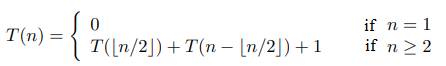 T(n) = { 0 if n = 1
T(⌊n/2⌋) + T(n − ⌊n/2⌋) + 1 if n ≥ 2